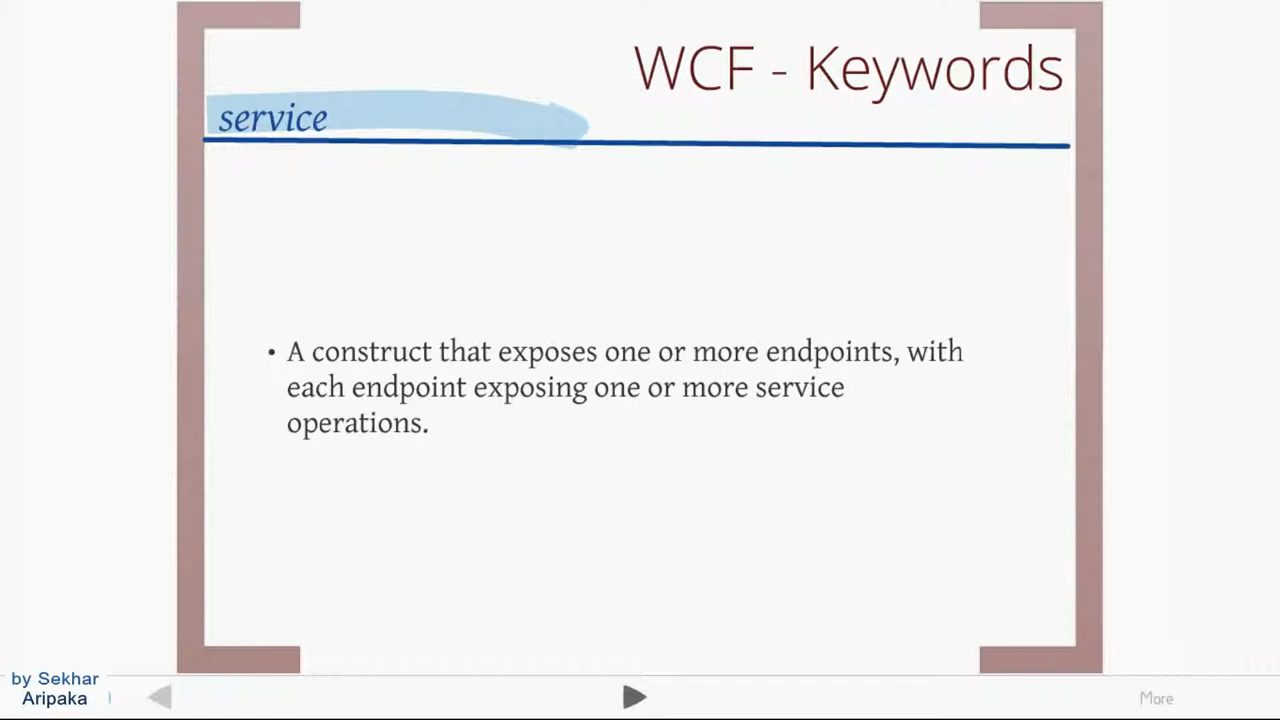 WCF - Keywords
service
• A construct that exposes one or more endpoints, with
each endpoint exposing one or more service
operations.
by Sekhar
Aripaka
More